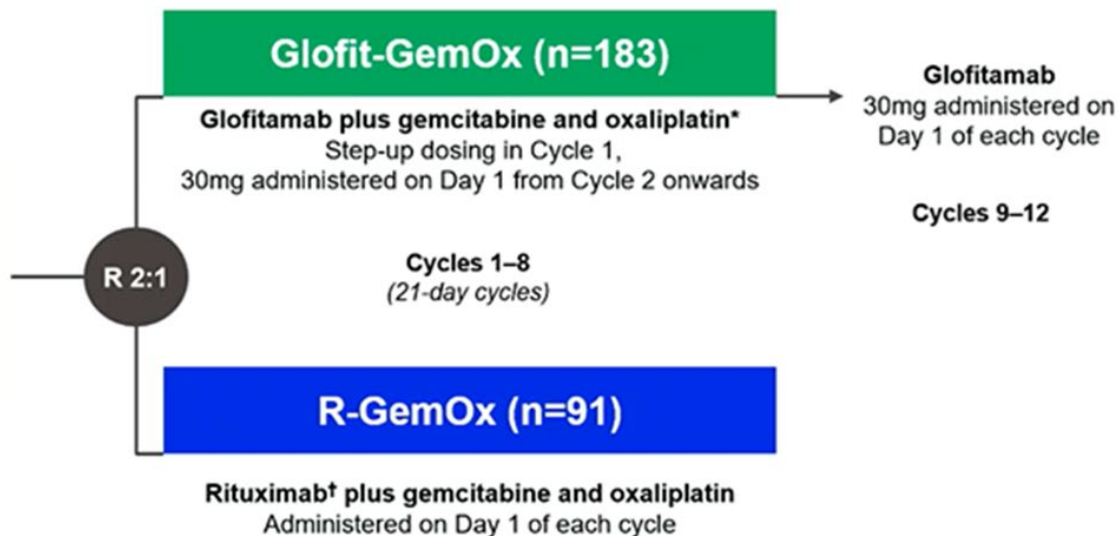 Glofit-GemOx (n=183)
Glofitamab plus gemcitabine and oxaliplatin*
Step-up dosing in Cycle 1,
30mg administered on Day 1 from Cycle 2 onwards
Glofitamab
30mg administered on
Day 1 of each cycle
Cycles 9–12
R 2:1
Cycles 1–8
(21-day cycles)
R-GemOx (n=91)
Rituximab† plus gemcitabine and oxaliplatin
Administered on Day 1 of each cycle